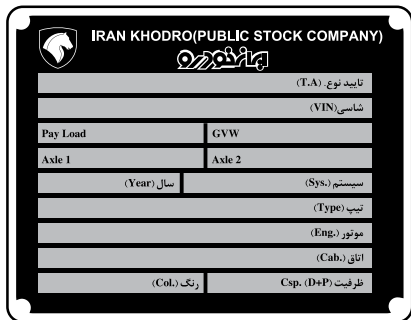 IRAN KHODRO(PUBLIC STOCK COMPANY)
ایران‌خودرو
تایید نوع. (T.A)
شاسی(VIN)
Pay Load GVW
Axle 1 Axle 2
سیستم (Sys.) سال (Year)
تیپ (Type)
موتور (Eng.)
اتاق (Cab.)
ظرفیت Csp. (D+P) رنگ (Col.)